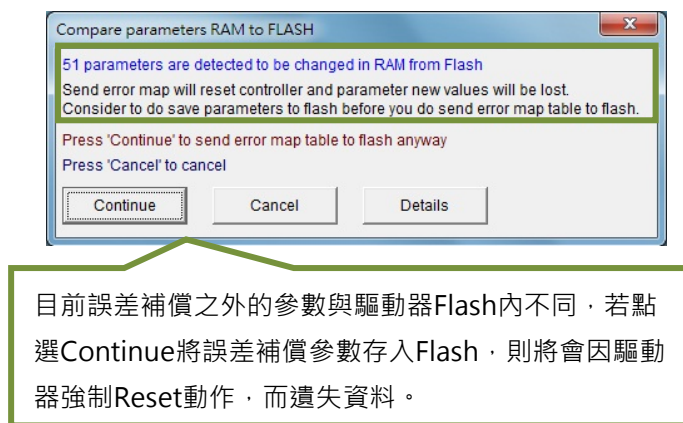 Compare parameters RAM to FLASH
51 parameters are detected to be changed in RAM from Flash
Send error map will reset controller and parameter new values will be lost.
Consider to do save parameters to flash before you do send error map table to flash.
Press 'Continue' to send error map table to flash anyway
Press 'Cancel' to cancel
Continue Cancel Details
目前誤差補償之外的參數與驅動器Flash內不同，若點
選Continue將誤差補償參數存入Flash，則將會因驅動
器強制Reset動作，而遺失資料。